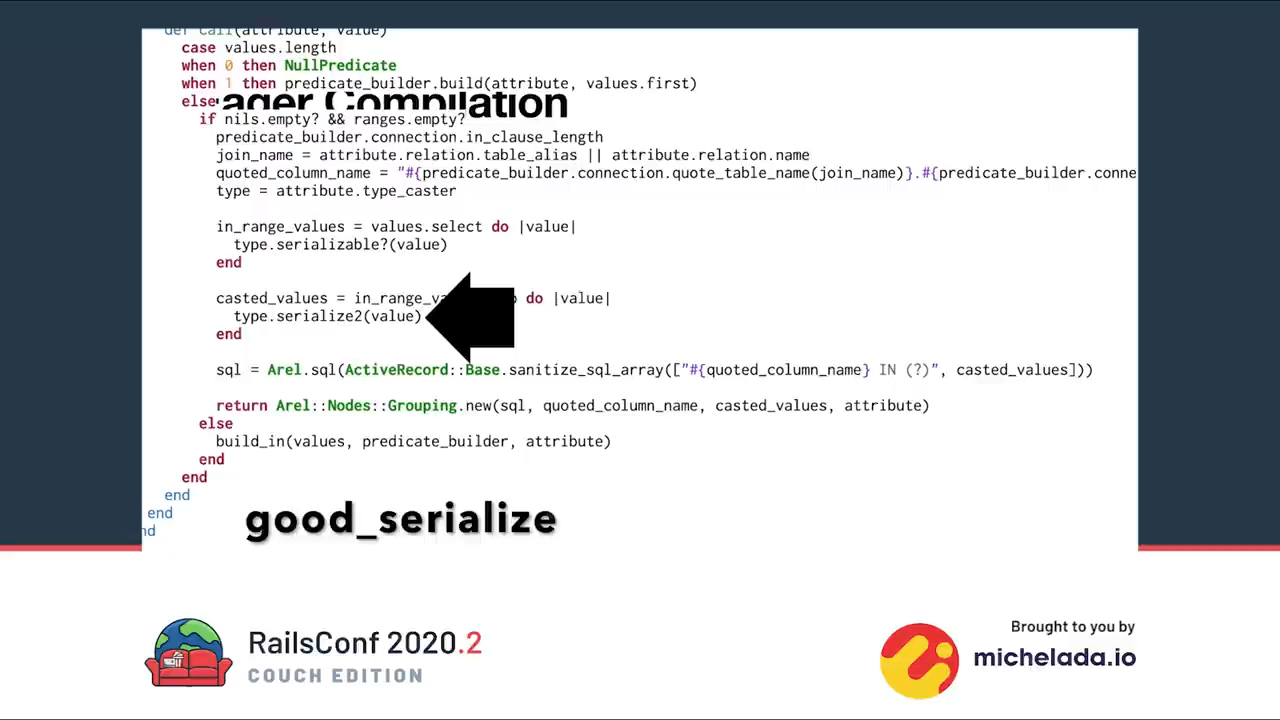 def call(attribute, value)
case values.length
when 0 then NullPredicate
when 1 then predicate_builder.build(attribute, values.first)
else
ager Compilation
if nils.empty? && ranges.empty?
predicate_builder.connection.in_clause_length
join_name = attribute.relation.table_alias || attribute.relation.name
quoted_column_name = "#{predicate_builder.connection.quote_table_name(join_name)}.#{predicate_builder.conne
type = attribute.type_caster
in_range_values = values.select do |value|
type.serializable?(value)
end
casted_values = in_range_va do |value|
type.serialize2(value)
end
sql = Arel.sql(ActiveRecord::Base.sanitize_sql_array(["#{quoted_column_name} IN (?)", casted_values]))
return Arel::Nodes::Grouping.new(sql, quoted_column_name, casted_values, attribute)
else
build_in(values, predicate_builder, attribute)
end
end
end
end
nd
good_serialize
RailsConf 2020.2
COUCH EDITION
Brought to you by
michelada.io